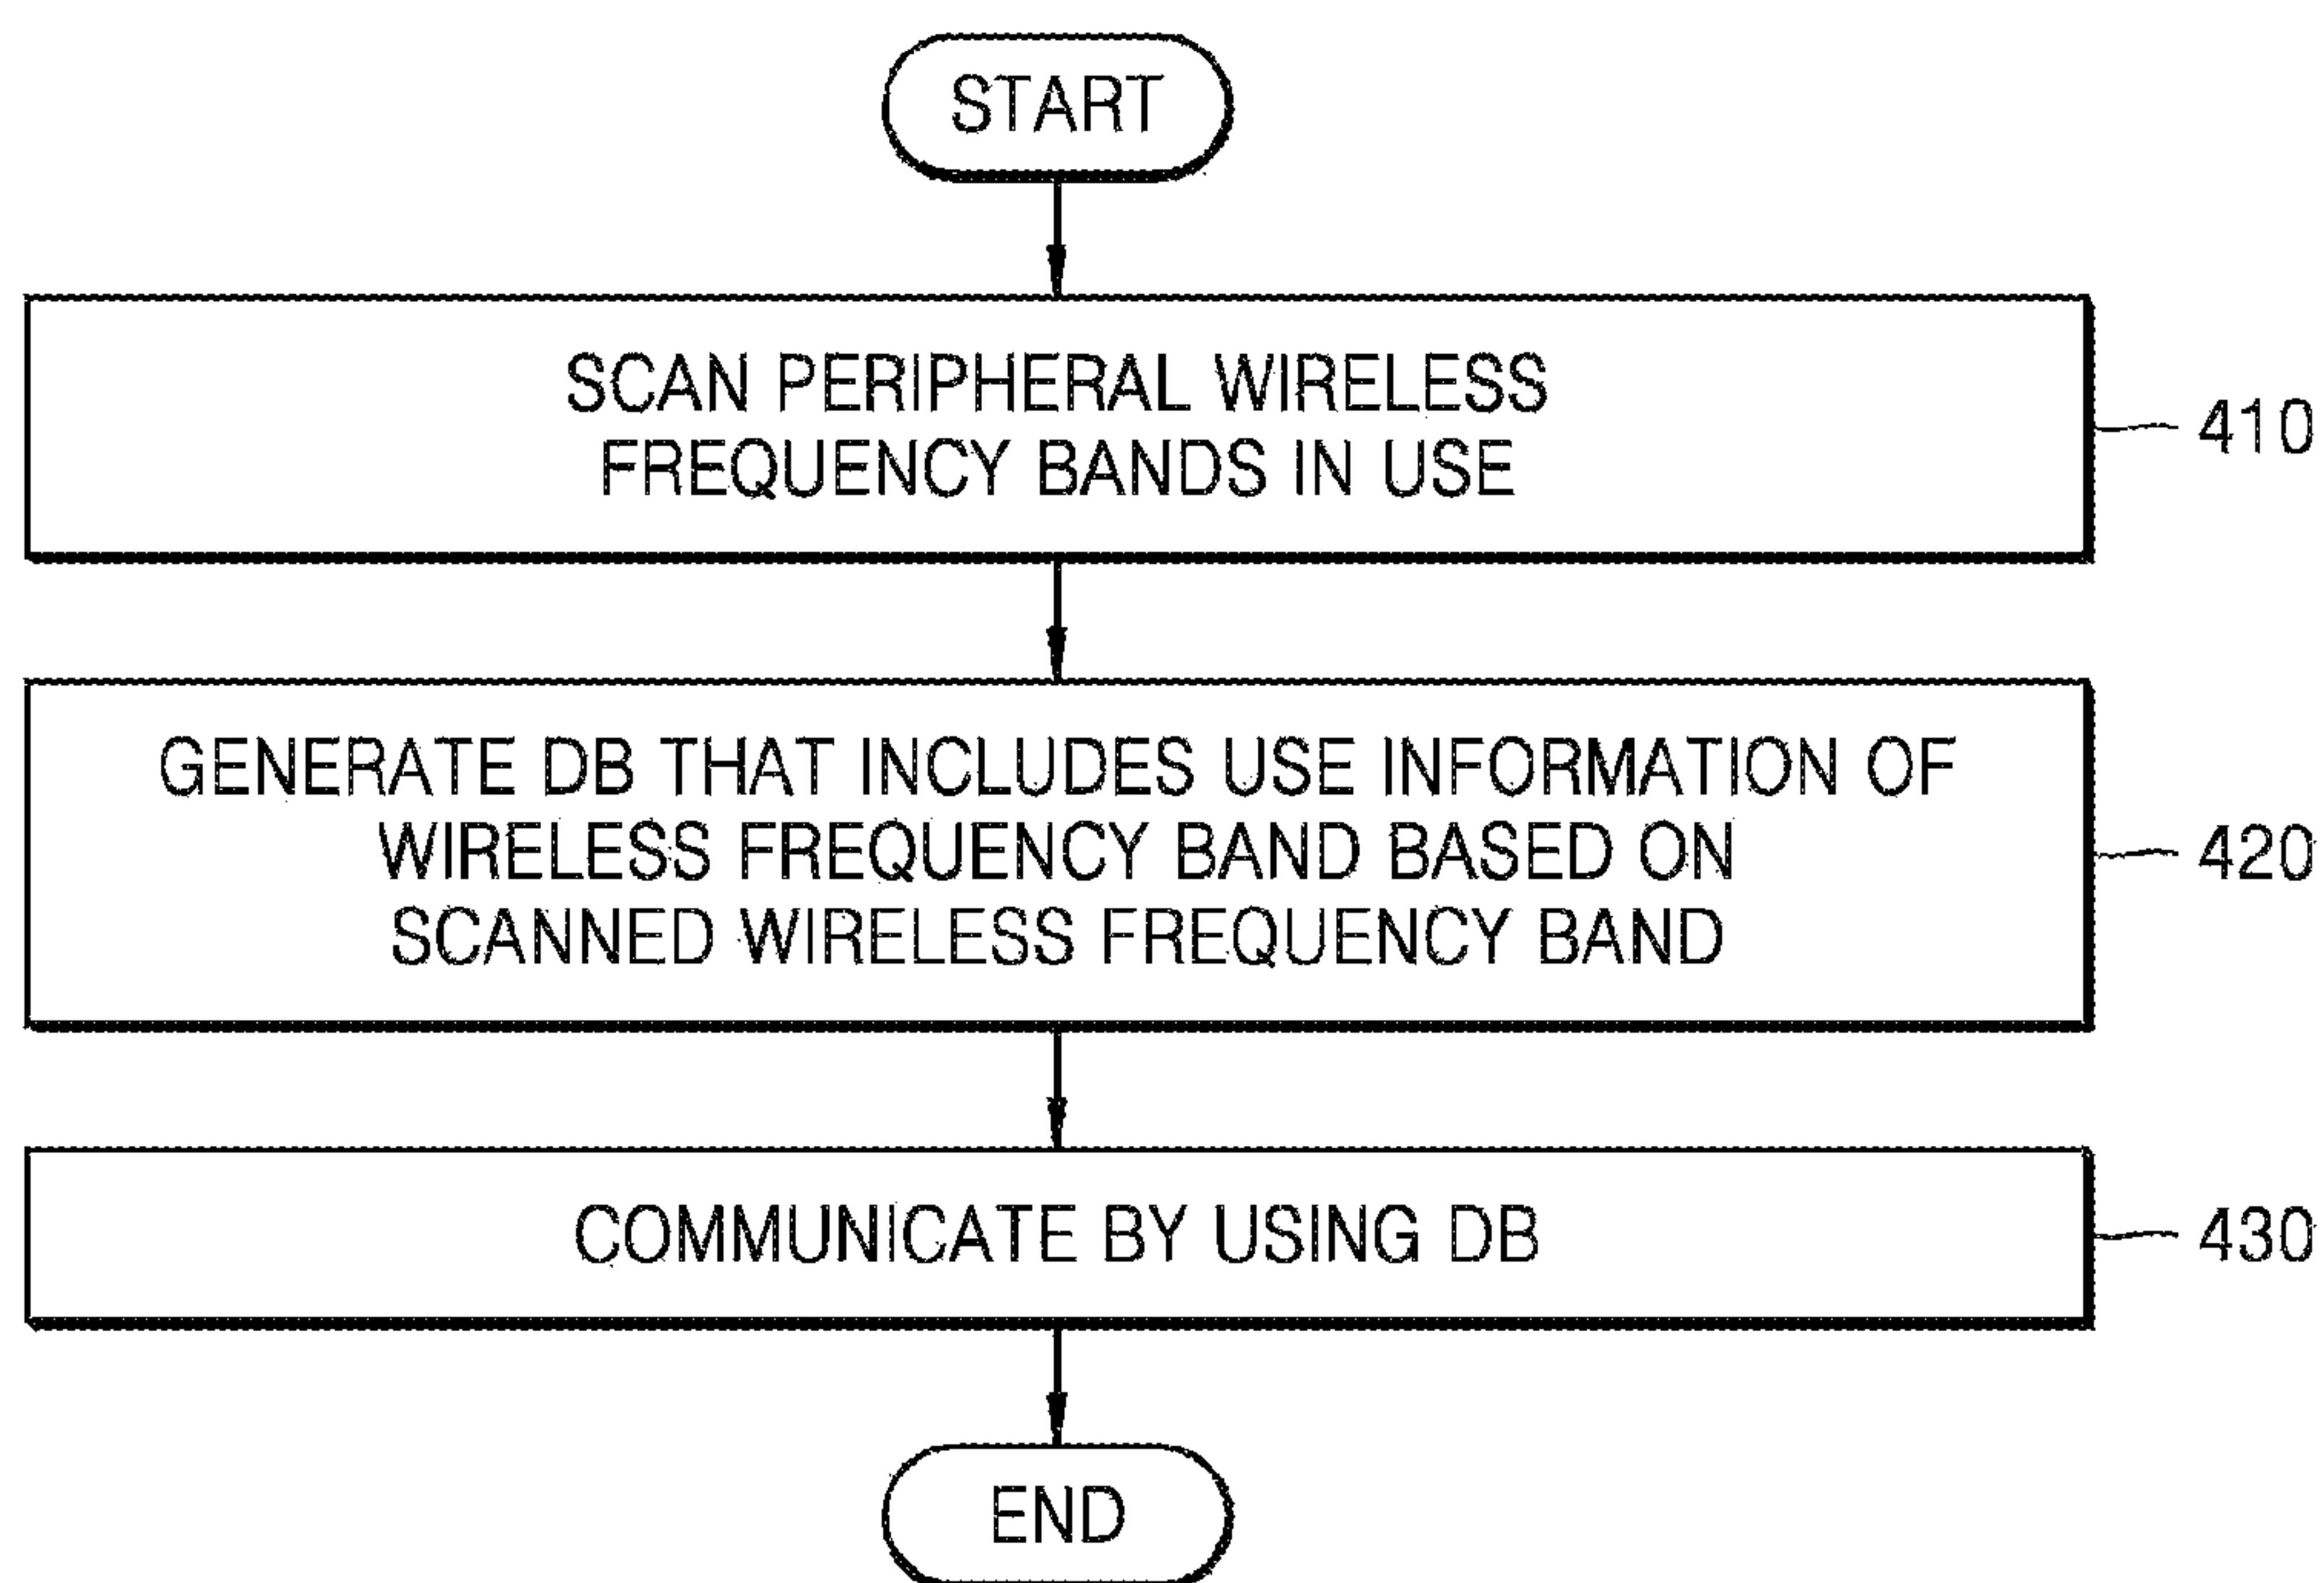 START
SCAN PERIPHERAL WIRELESS
FREQUENCY BANDS IN USE
410
GENERATE DB THAT INCLUDES USE INFORMATION OF
WIRELESS FREQUENCY BAND BASED ON
SCANNED WIRELESS FREQUENCY BAND
420
COMMUNICATE BY USING DB
430
END